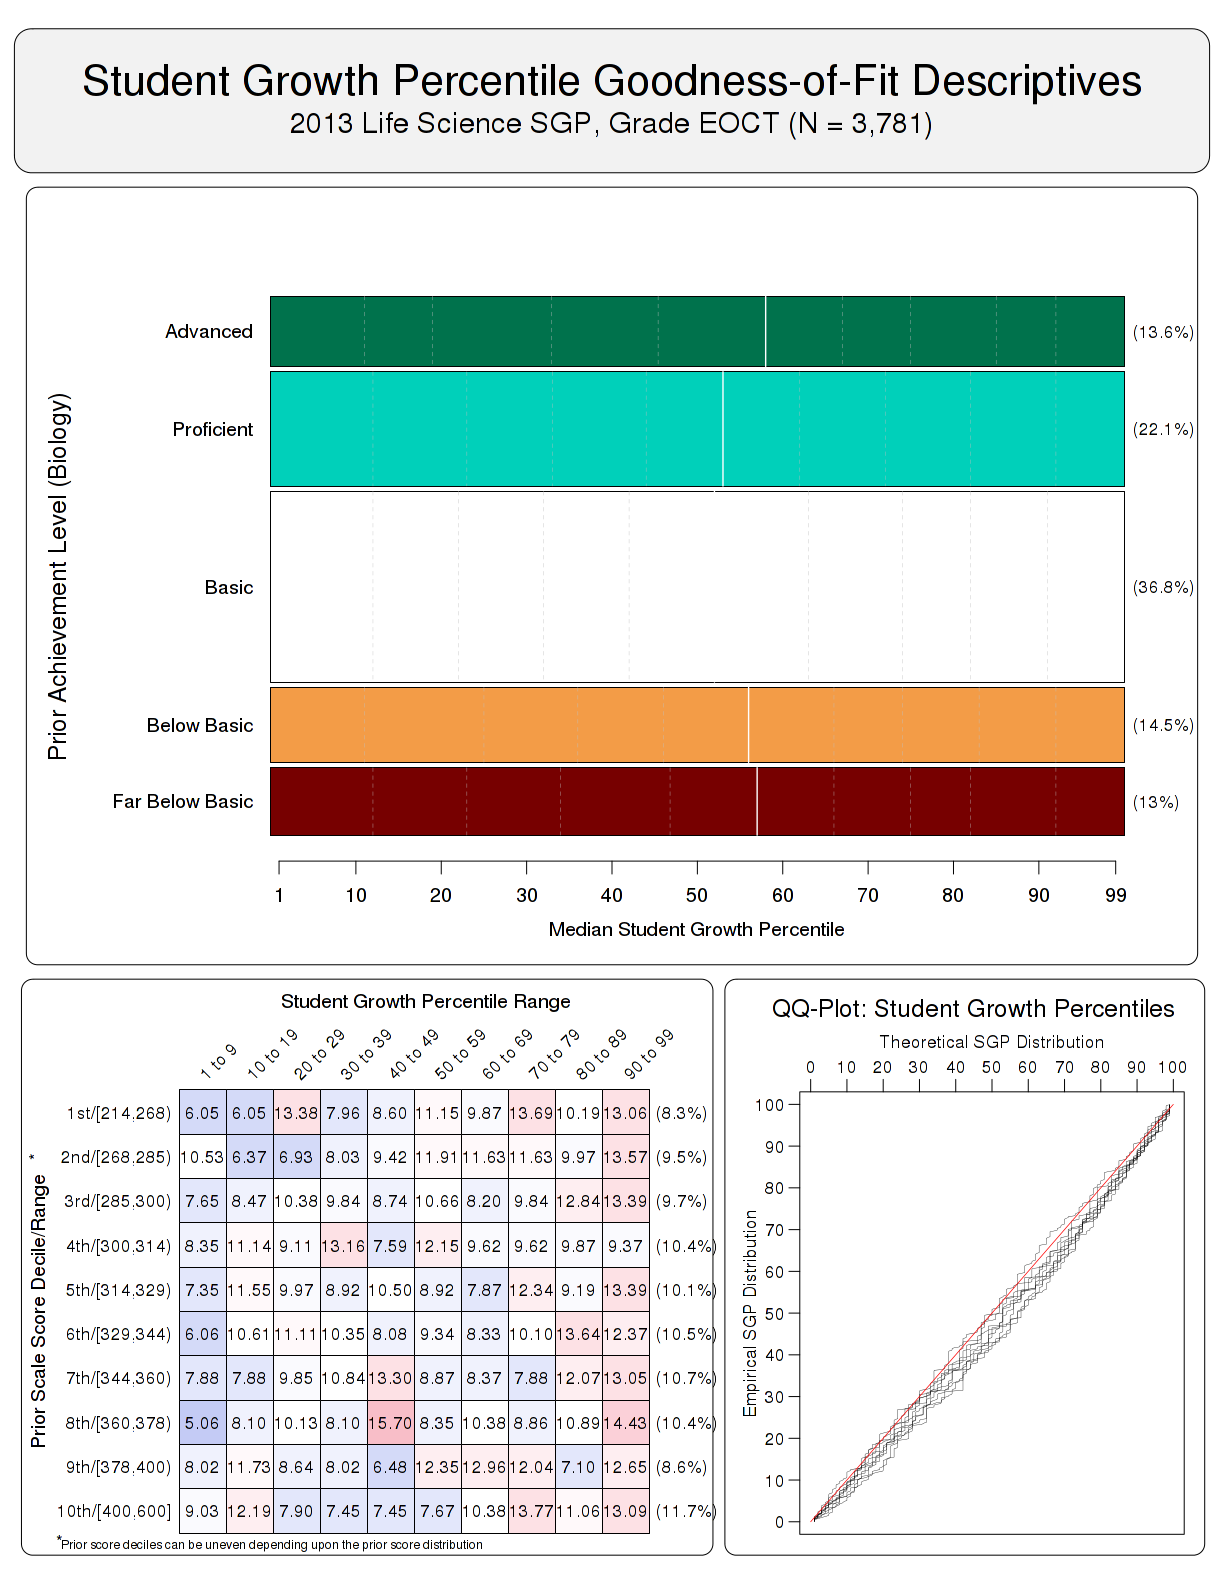 Student Growth Percentile Goodness-of-Fit Descriptives
2013 Life Science SGP, Grade EOCT (N = 3,781)
Prior Achievement Level (Biology)
Advanced (13.6%)
Proficient (22.1%)
Basic (36.8%)
Below Basic (14.5%)
Far Below Basic (13%)
1 10 20 30 40 50 60 70 80 90 99
Median Student Growth Percentile
Student Growth Percentile Range
1 to 9 10 to 19 20 to 29 30 to 39 40 to 49 50 to 59 60 to 69 70 to 79 80 to 89 90 to 99
Prior Scale Score Decile/Range *
1st/[214,268) 6.05 6.05 13.38 7.96 8.60 11.15 9.87 13.69 10.19 13.06 (8.3%)
2nd/[268,285) 10.53 6.37 6.93 8.03 9.42 11.91 11.63 11.63 9.97 13.57 (9.5%)
3rd/[285,300) 7.65 8.47 10.38 9.84 8.74 10.66 8.20 9.84 12.84 13.39 (9.7%)
4th/[300,314) 8.35 11.14 9.11 13.16 7.59 12.15 9.62 9.62 9.87 9.37 (10.4%)
5th/[314,329) 7.35 11.55 9.97 8.92 10.50 8.92 7.87 12.34 9.19 13.39 (10.1%)
6th/[329,344) 6.06 10.61 11.11 10.35 8.08 9.34 8.33 10.10 13.64 12.37 (10.5%)
7th/[344,360) 7.88 7.88 9.85 10.84 13.30 8.87 8.37 7.88 12.07 13.05 (10.7%)
8th/[360,378) 5.06 8.10 10.13 8.10 15.70 8.35 10.38 8.86 10.89 14.43 (10.4%)
9th/[378,400) 8.02 11.73 8.64 8.02 6.48 12.35 12.96 12.04 7.10 12.65 (8.6%)
10th/[400,600] 9.03 12.19 7.90 7.45 7.45 7.67 10.38 13.77 11.06 13.09 (11.7%)
*Prior score deciles can be uneven depending upon the prior score distribution
QQ-Plot: Student Growth Percentiles
Theoretical SGP Distribution
0 10 20 30 40 50 60 70 80 90 100
Empirical SGP Distribution
100
90
80
70
60
50
40
30
20
10
0